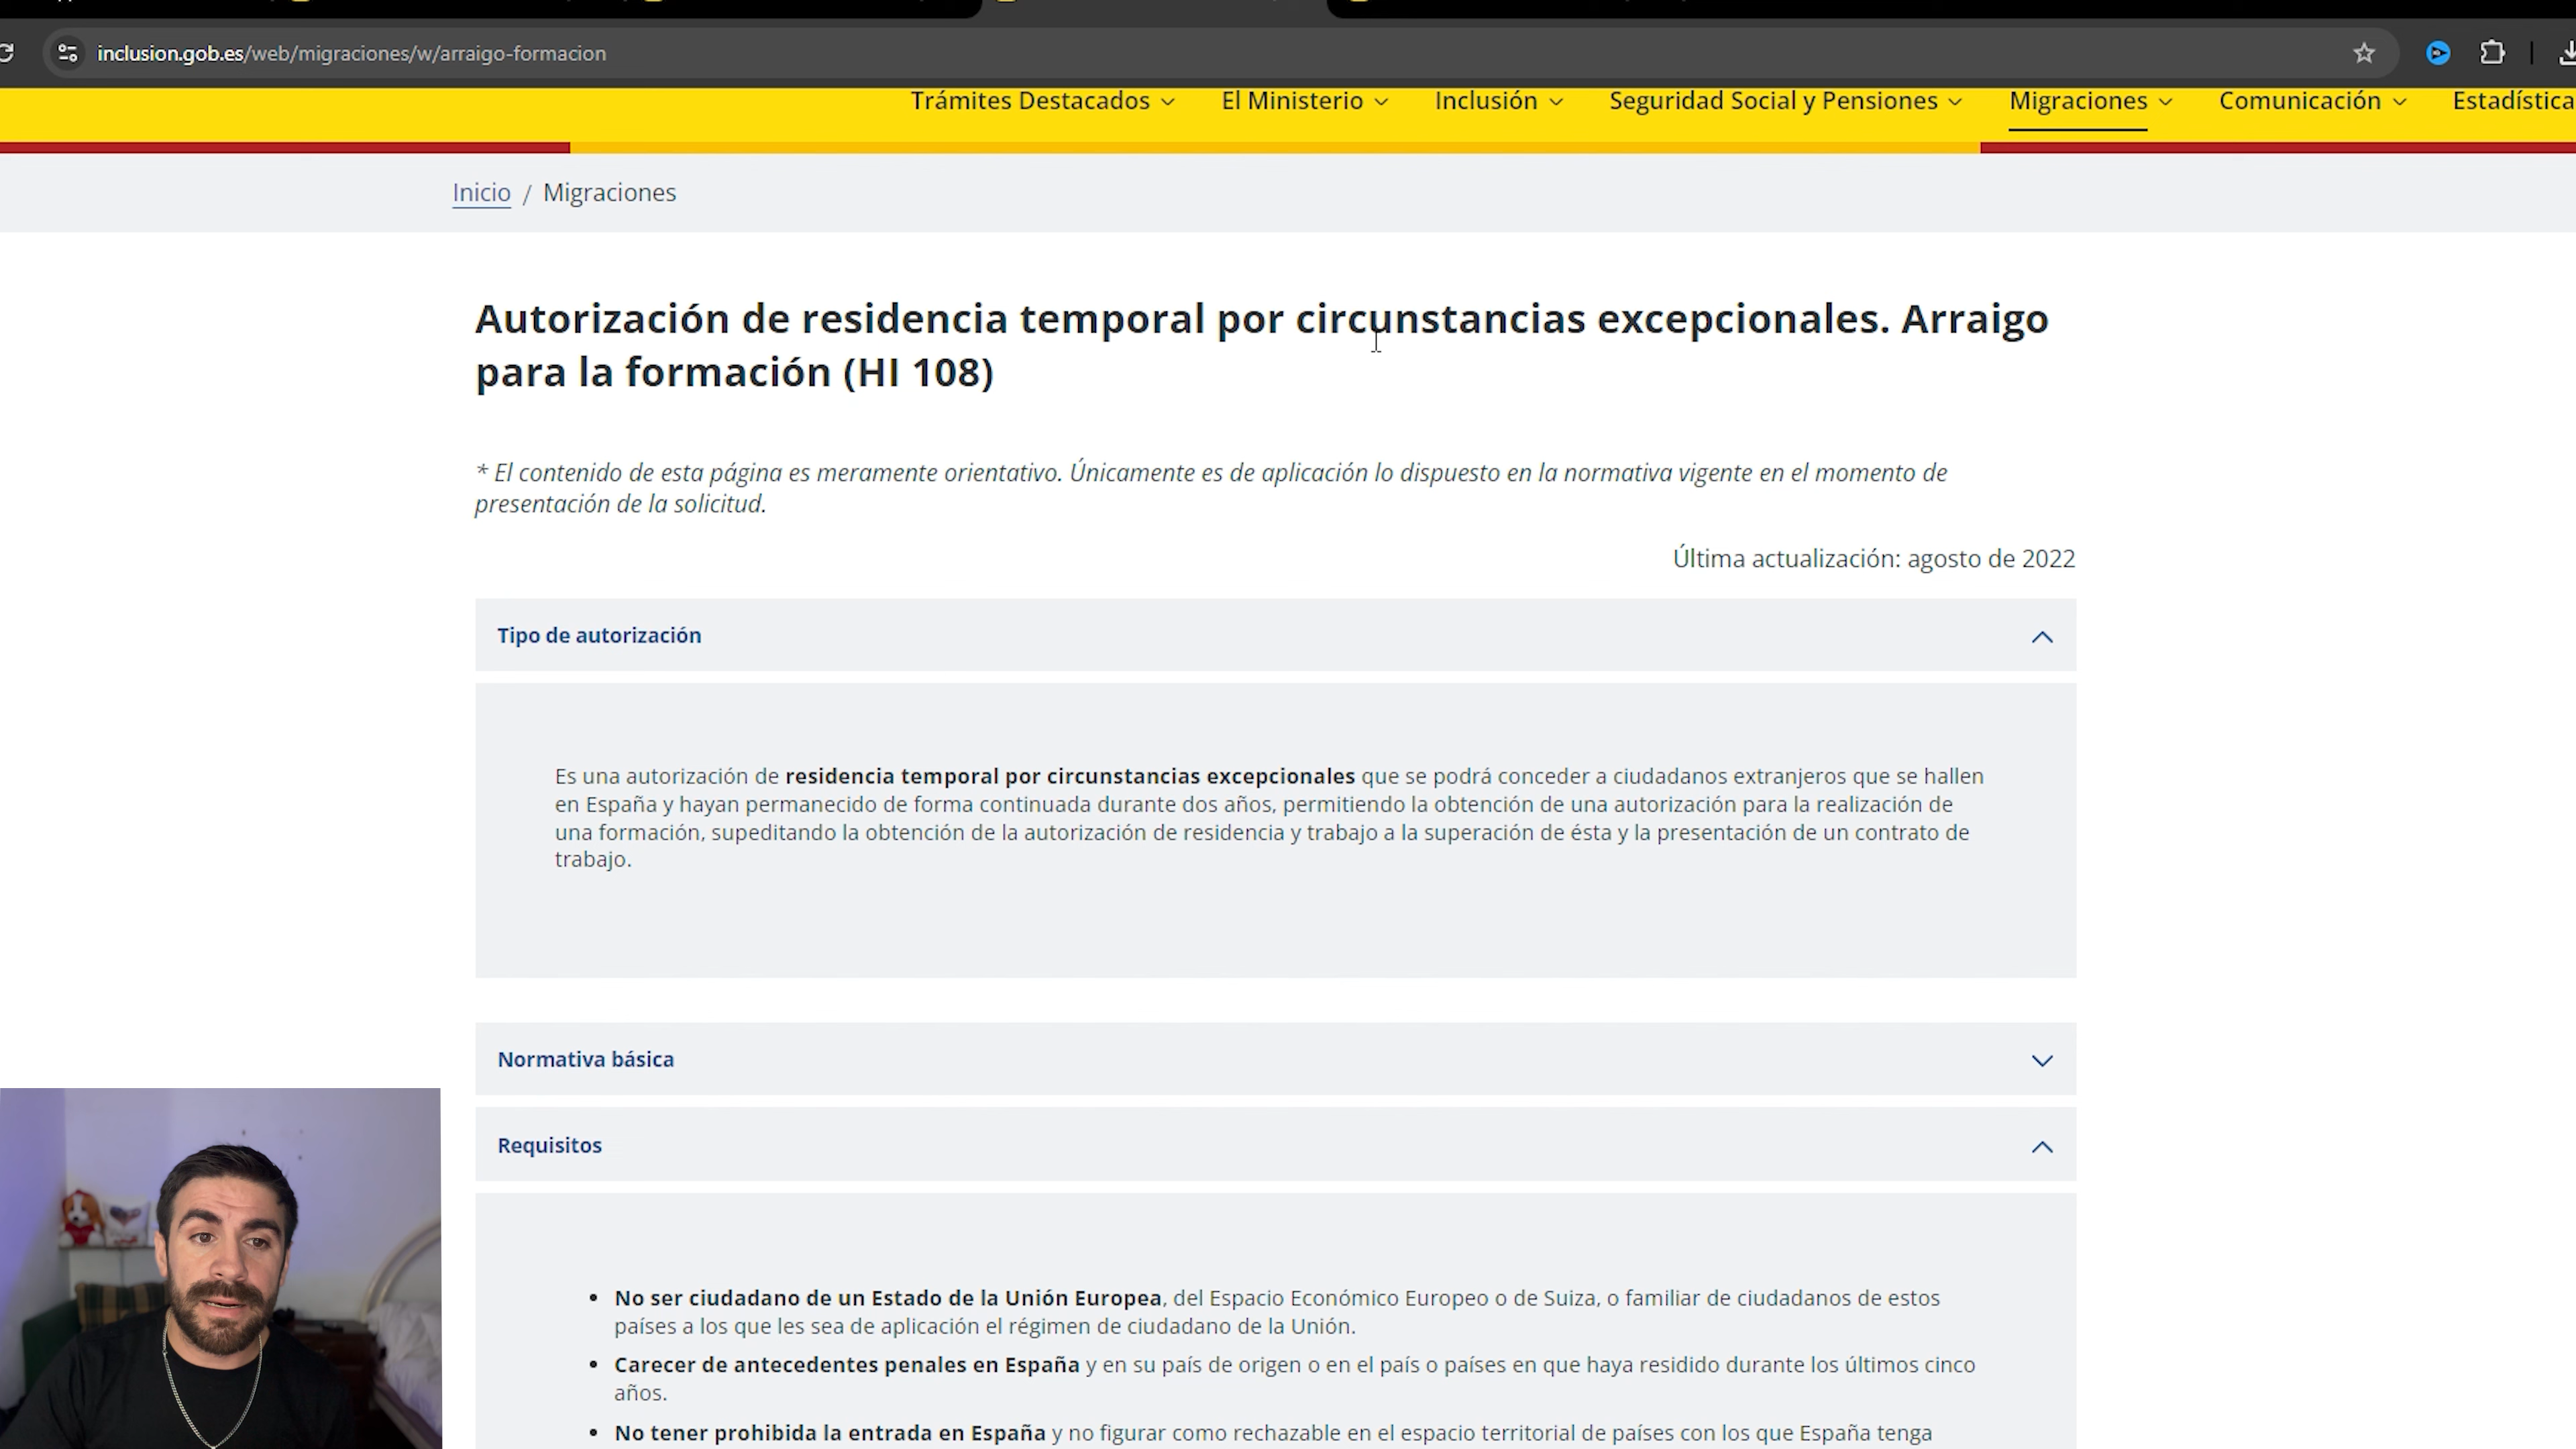 inclusion.gob.es/web/migraciones/w/arraigo-formacion
Trámites Destacados El Ministerio Inclusión Seguridad Social y Pensiones Migraciones Comunicación Estadística
Inicio / Migraciones
Autorización de residencia temporal por circunstancias excepcionales. Arraigo
para la formación (HI 108)
* El contenido de esta página es meramente orientativo. Únicamente es de aplicación lo dispuesto en la normativa vigente en el momento de
presentación de la solicitud.
Última actualización: agosto de 2022
Tipo de autorización
Es una autorización de residencia temporal por circunstancias excepcionales que se podrá conceder a ciudadanos extranjeros que se hallen
en España y hayan permanecido de forma continuada durante dos años, permitiendo la obtención de una autorización para la realización de
una formación, supeditando la obtención de la autorización de residencia y trabajo a la superación de ésta y la presentación de un contrato de
trabajo.
Normativa básica
Requisitos
• No ser ciudadano de un Estado de la Unión Europea, del Espacio Económico Europeo o de Suiza, o familiar de ciudadanos de estos
países a los que les sea de aplicación el régimen de ciudadano de la Unión.
• Carecer de antecedentes penales en España y en su país de origen o en el país o países en que haya residido durante los últimos cinco
años.
• No tener prohibida la entrada en España y no figurar como rechazable en el espacio territorial de países con los que España tenga